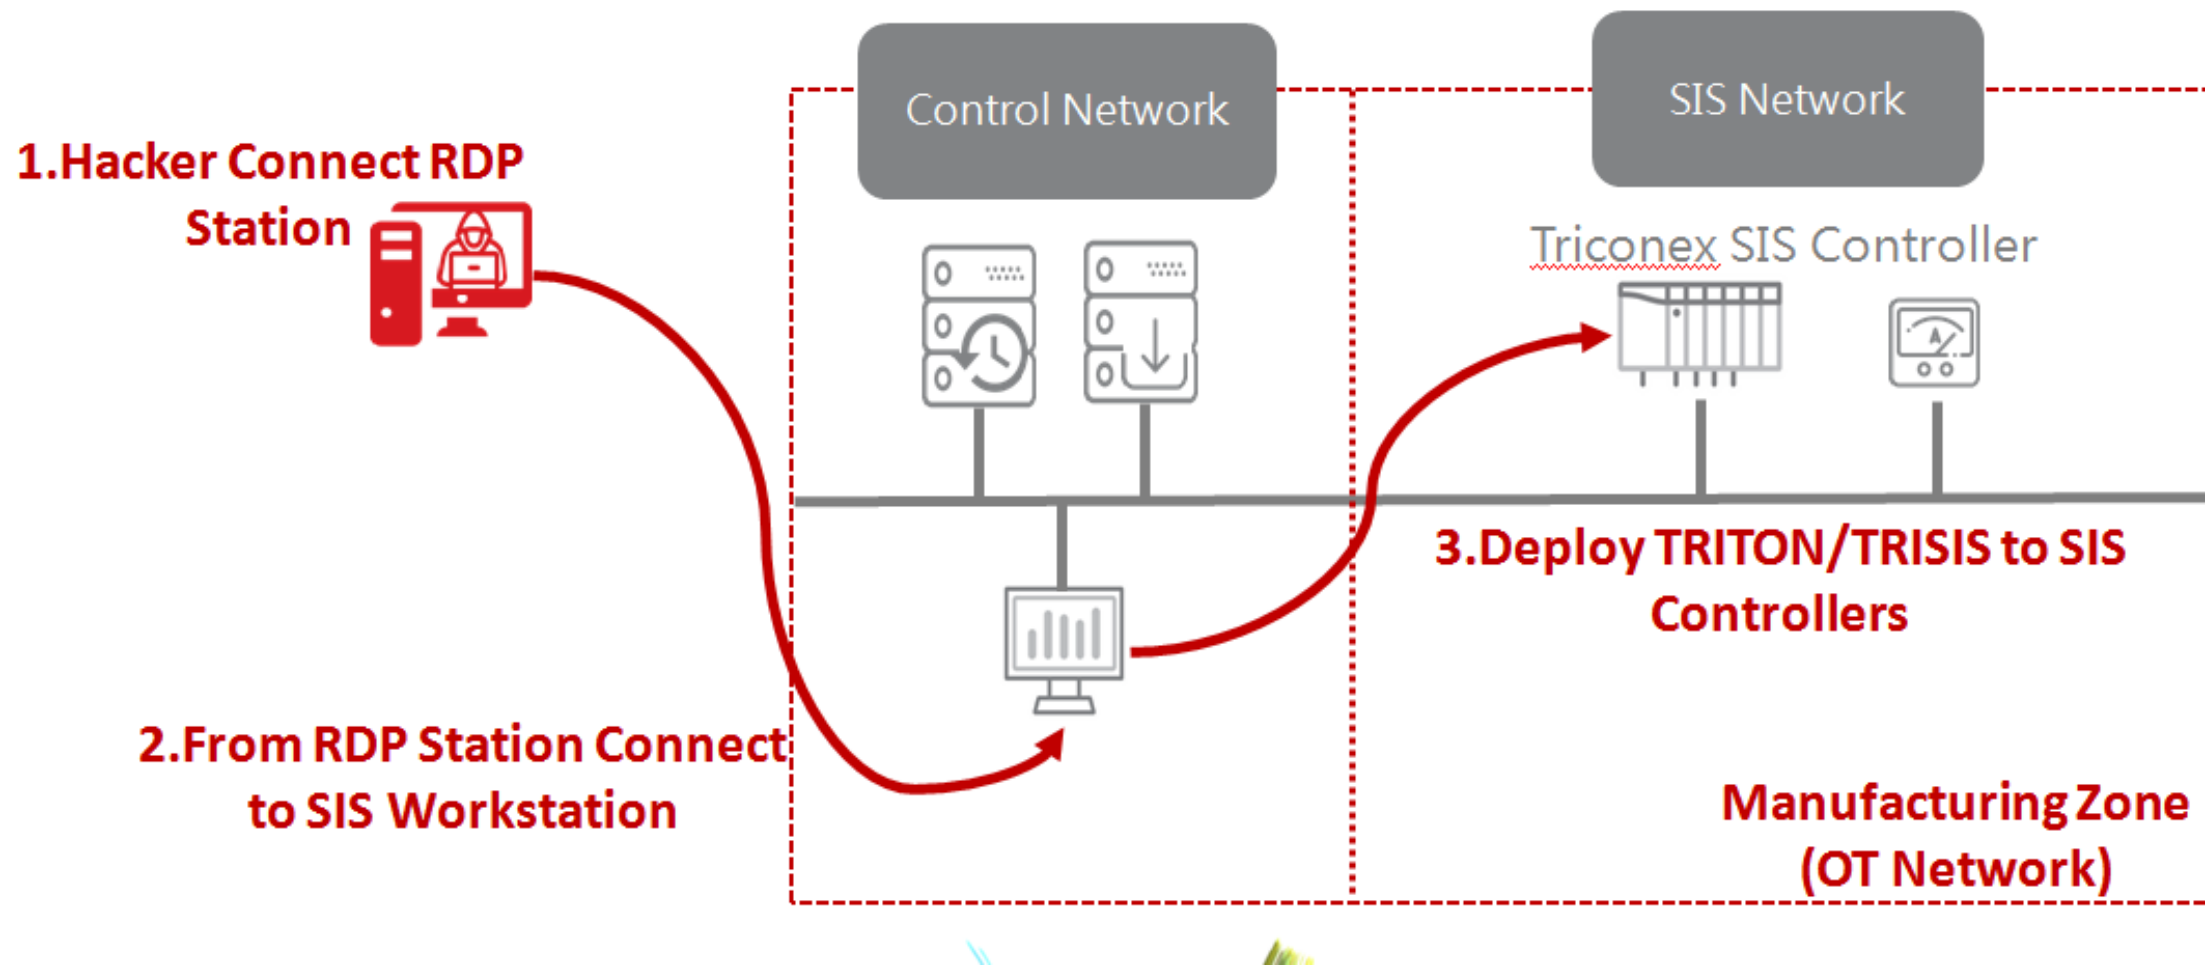 Control Network
SIS Network
1.Hacker Connect RDP
Station
Triconex SIS Controller
A
3.Deploy TRITON/TRISIS to SIS
Controllers
2.From RDP Station Connect
to SIS Workstation
Manufacturing Zone
(OT Network)